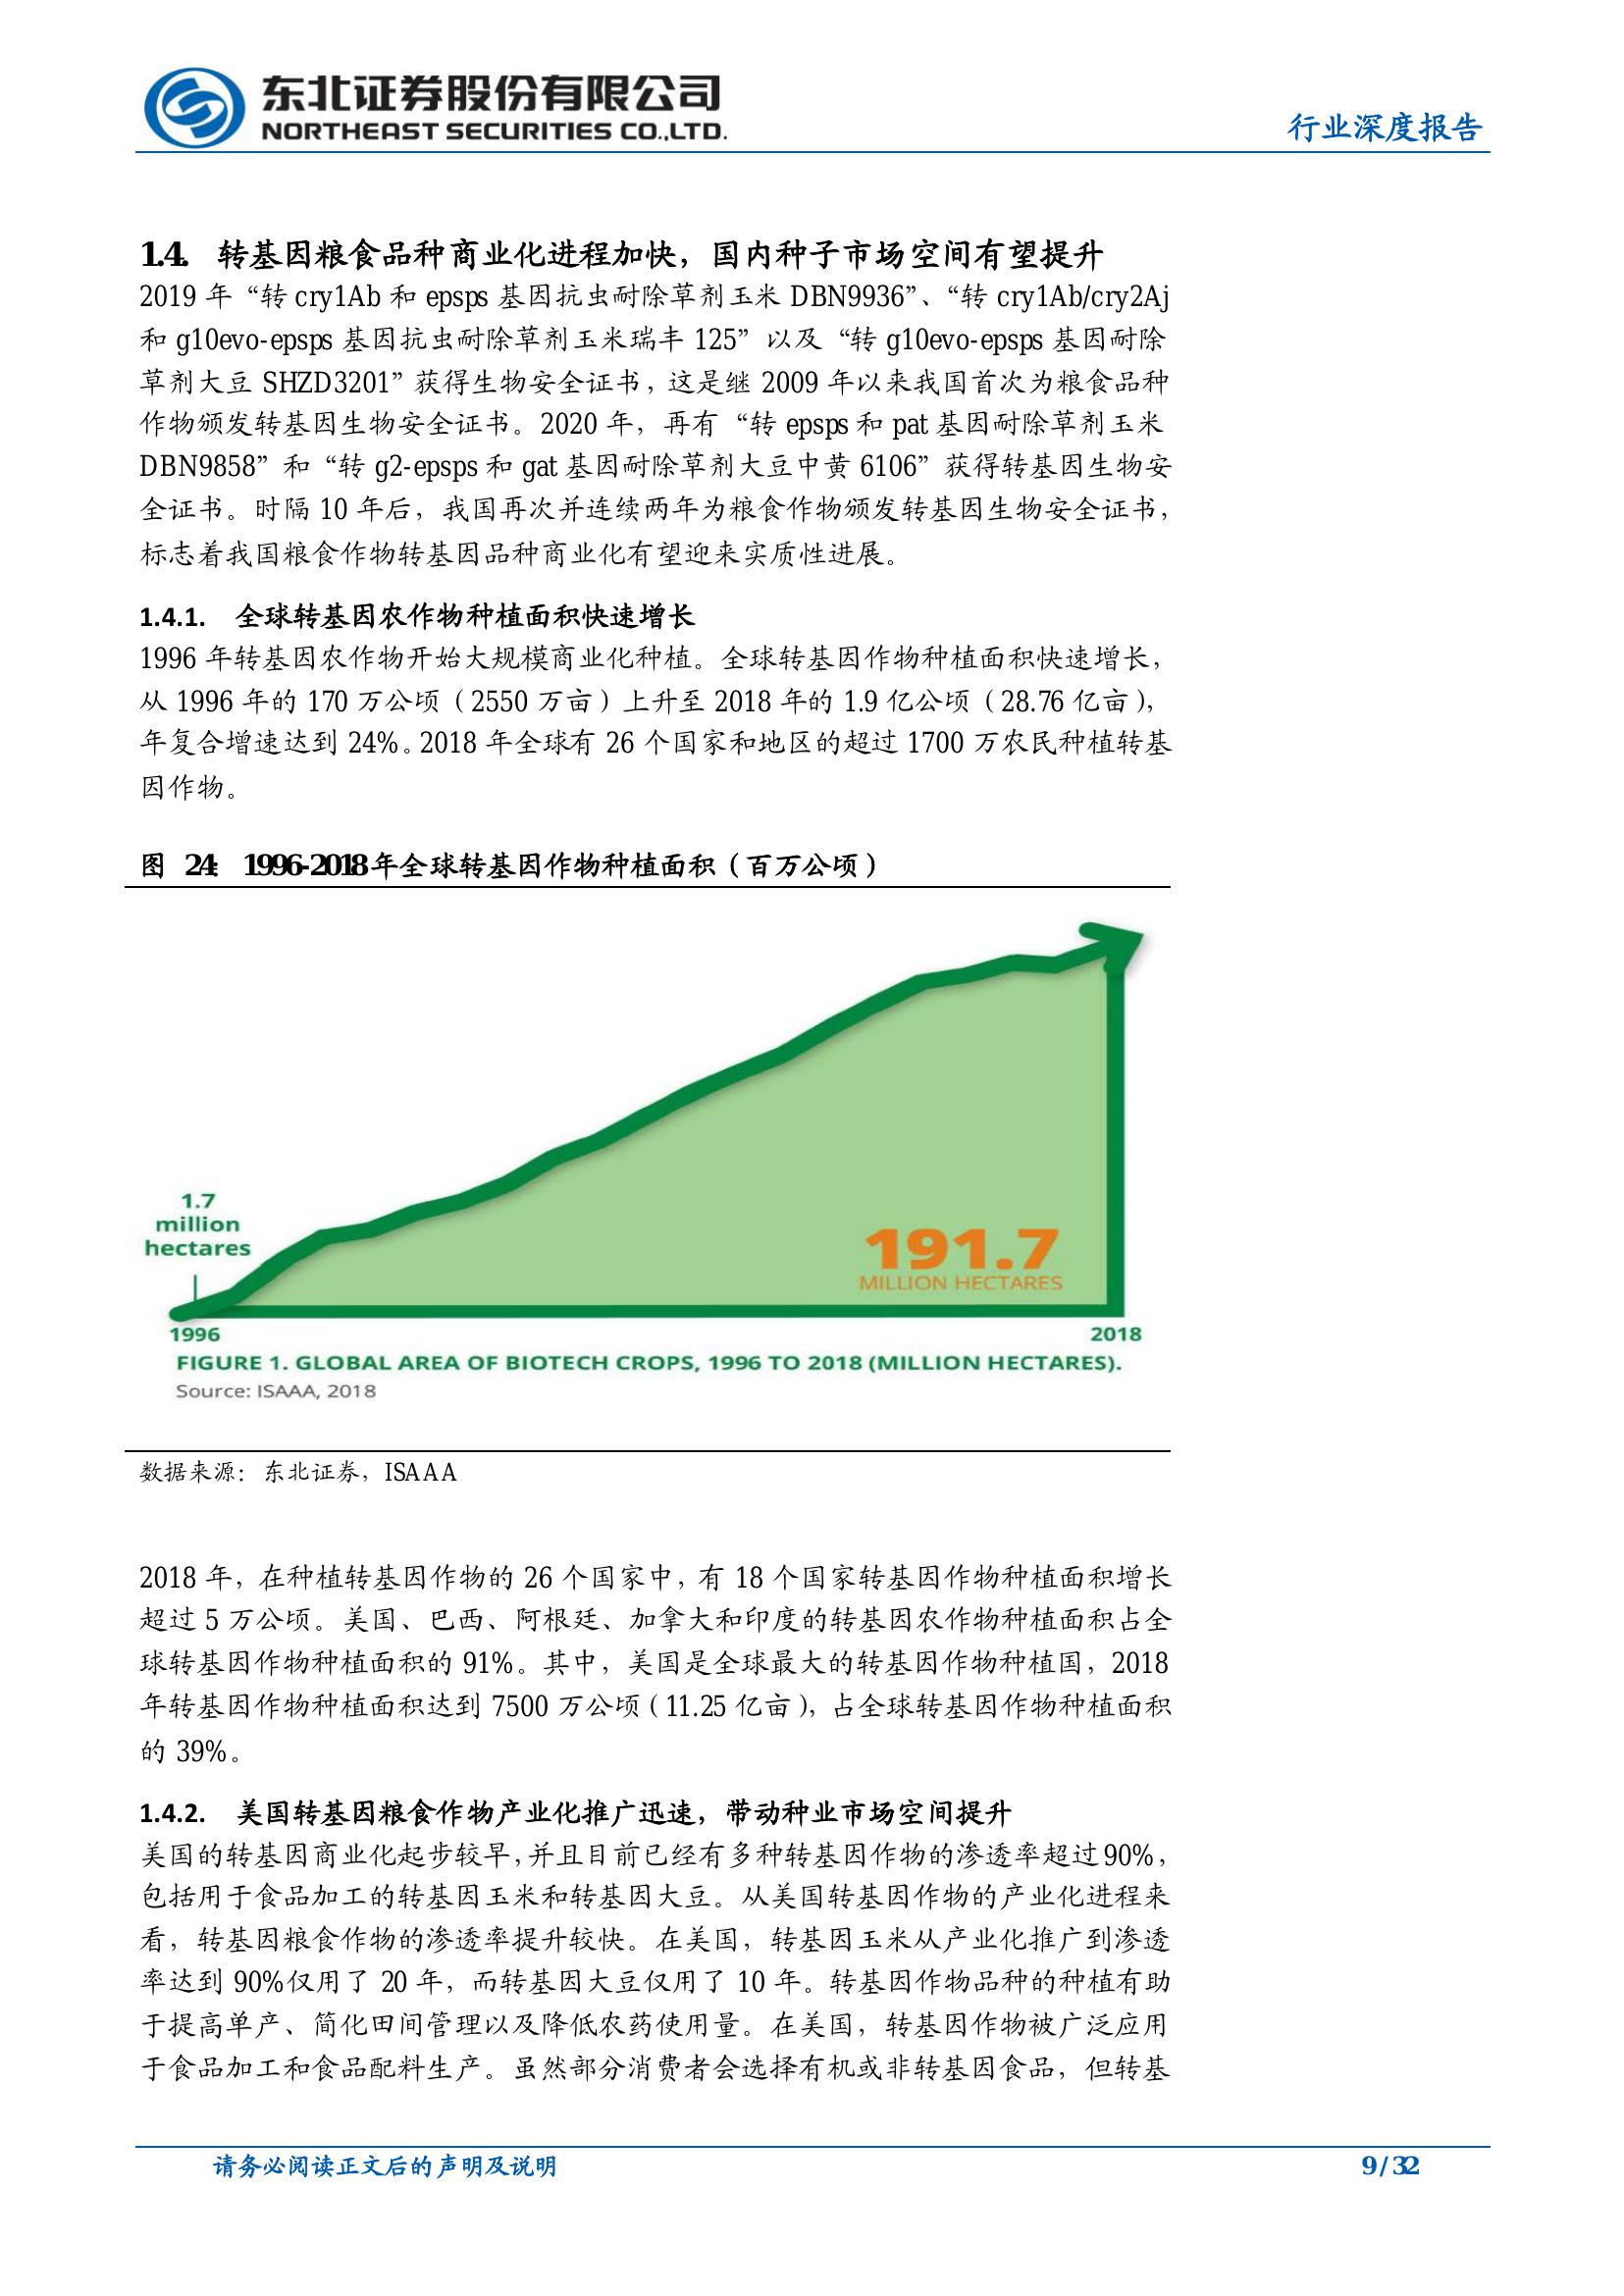 东北证券股份有限公司
NORTHEAST SECURITIES CO.,LTD.
行业深度报告
1.4. 转基因粮食品种商业化进程加快，国内种子市场空间有望提升
2019 年“转 cry1Ab 和 epsps 基因抗虫耐除草剂玉米 DBN9936”、“转 cry1Ab/cry2Aj
和 g10evo-epsps 基因抗虫耐除草剂玉米瑞丰 125”以及“转 g10evo-epsps 基因耐除
草剂大豆 SHZD3201”获得生物安全证书，这是继 2009 年以来我国首次为粮食品种
作物颁发转基因生物安全证书。2020 年，再有“转 epsps 和 pat 基因耐除草剂玉米
DBN9858”和“转 g2-epsps 和 gat 基因耐除草剂大豆中黄 6106”获得转基因生物安
全证书。时隔 10 年后，我国再次并连续两年为粮食作物颁发转基因生物安全证书，
标志着我国粮食作物转基因品种商业化有望迎来实质性进展。
1.4.1. 全球转基因农作物种植面积快速增长
1996 年转基因农作物开始大规模商业化种植。全球转基因作物种植面积快速增长，
从 1996 年的 170 万公顷（2550 万亩）上升至 2018 年的 1.9 亿公顷（28.76 亿亩），
年复合增速达到 24%。2018 年全球有 26 个国家和地区的超过 1700 万农民种植转基
因作物。
图 24: 1996-2018 年全球转基因作物种植面积（百万公顷）
1.7
million
hectares
191.7
MILLION HECTARES
1996
2018
FIGURE 1. GLOBAL AREA OF BIOTECH CROPS, 1996 TO 2018 (MILLION HECTARES).
Source: ISAAA, 2018
数据来源：东北证券，ISAAA
2018 年，在种植转基因作物的 26 个国家中，有 18 个国家转基因作物种植面积增长
超过 5 万公顷。美国、巴西、阿根廷、加拿大和印度的转基因农作物种植面积占全
球转基因作物种植面积的 91%。其中，美国是全球最大的转基因作物种植国，2018
年转基因作物种植面积达到 7500 万公顷（11.25 亿亩），占全球转基因作物种植面积
的 39%。
1.4.2. 美国转基因粮食作物产业化推广迅速，带动种业市场空间提升
美国的转基因商业化起步较早，并且目前已经有多种转基因作物的渗透率超过 90%，
包括用于食品加工的转基因玉米和转基因大豆。从美国转基因作物的产业化进程来
看，转基因粮食作物的渗透率提升较快。在美国，转基因玉米从产业化推广到渗透
率达到 90%仅用了 20 年，而转基因大豆仅用了 10 年。转基因作物品种的种植有助
于提高单产、简化田间管理以及降低农药使用量。在美国，转基因作物被广泛应用
于食品加工和食品配料生产。虽然部分消费者会选择有机或非转基因食品，但转基
请务必阅读正文后的声明及说明
9 / 32